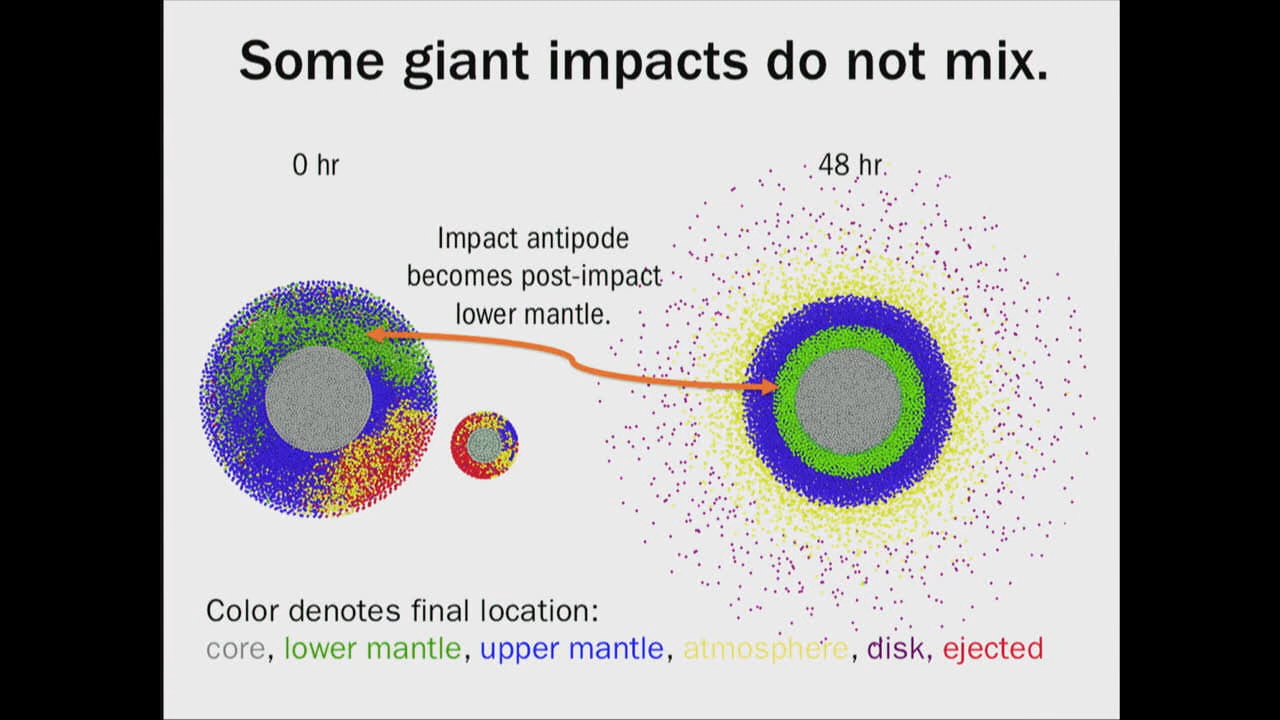 Some giant impacts do not mix.
0 hr
48 hr
Impact antipode
becomes post-impact
lower mantle.
Color denotes final location:
core, lower mantle, upper mantle, atmosphere, disk, ejected